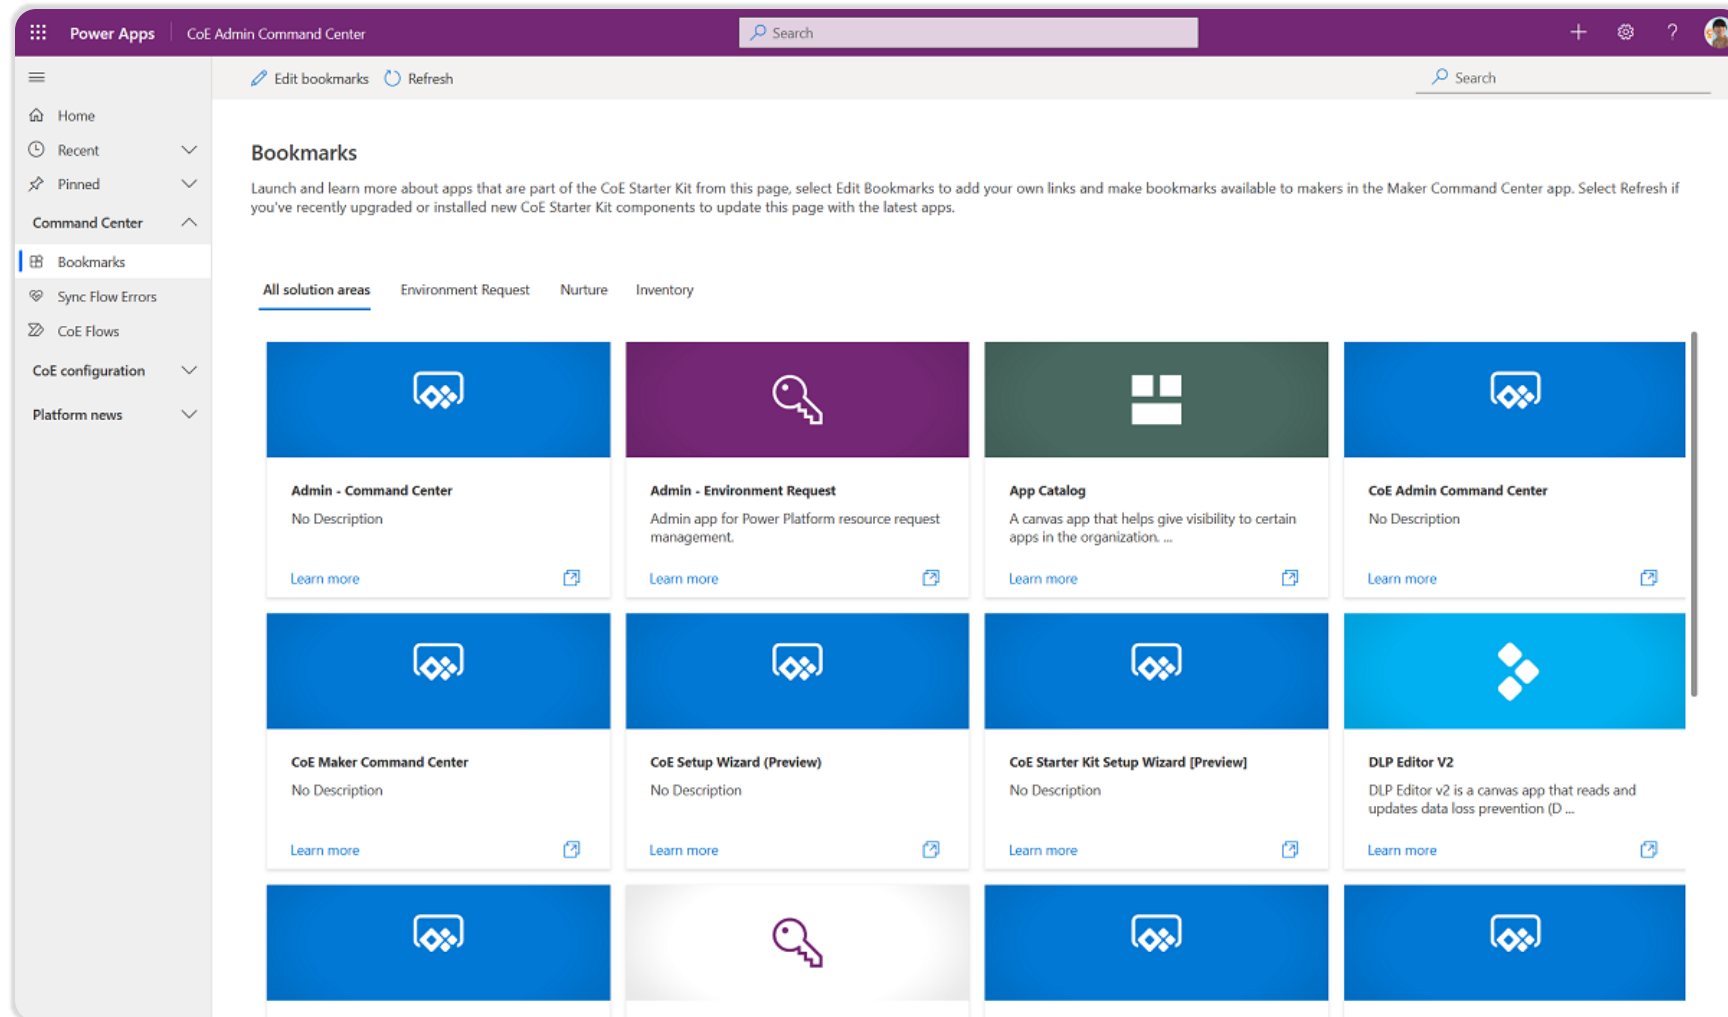 Power Apps
CoE Admin Command Center
Search
?
Edit bookmarks
Refresh
Search
Home
Recent
Pinned
Command Center
Bookmarks
Sync Flow Errors
CoE Flows
CoE configuration
Platform news
Bookmarks
Launch and learn more about apps that are part of the CoE Starter Kit from this page, select Edit Bookmarks to add your own links and make bookmarks available to makers in the Maker Command Center app. Select Refresh if
you've recently upgraded or installed new CoE Starter Kit components to update this page with the latest apps.
All solution areas
Environment Request
Nurture
Inventory
Admin - Command Center
No Description
Learn more
Admin - Environment Request
Admin app for Power Platform resource request
management.
Learn more
App Catalog
A canvas app that helps give visibility to certain
apps in the organization. ...
Learn more
CoE Admin Command Center
No Description
Learn more
CoE Maker Command Center
No Description
Learn more
CoE Setup Wizard (Preview)
No Description
Learn more
CoE Starter Kit Setup Wizard [Preview]
No Description
Learn more
DLP Editor V2
DLP Editor v2 is a canvas app that reads and
updates data loss prevention (D ...
Learn more